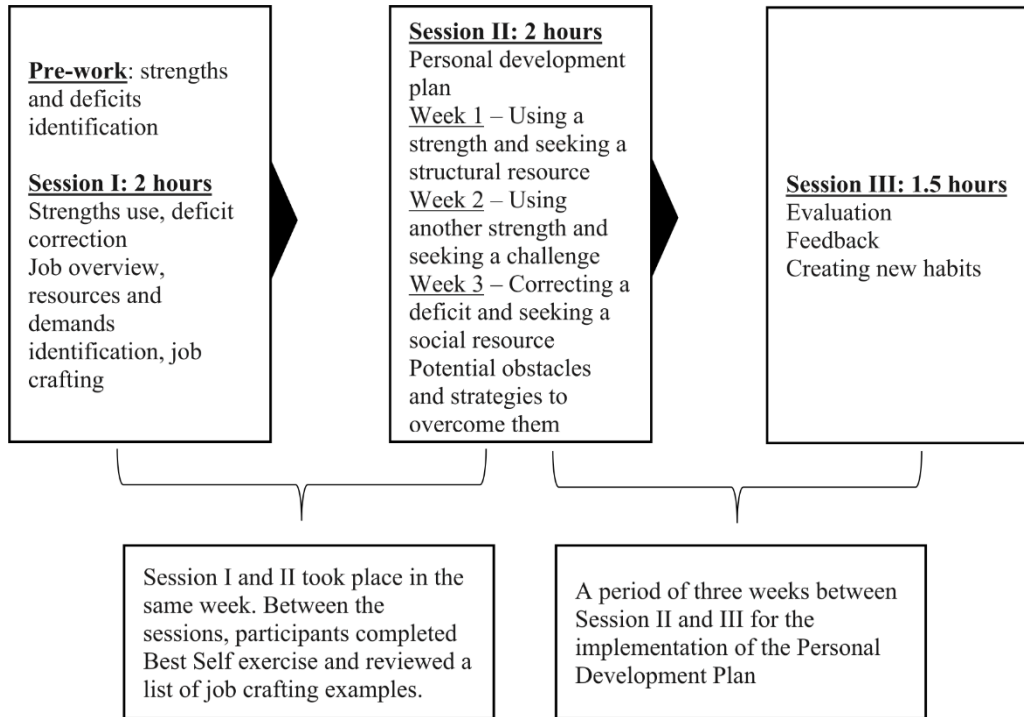 Pre-work: strengths
and deficits
identification
Session I: 2 hours
Strengths use, deficit
correction
Job overview,
resources and
demands
identification, job
crafting
Session II: 2 hours
Personal development
plan
Week 1 – Using a
strength and seeking a
structural resource
Week 2 – Using
another strength and
seeking a challenge
Week 3 – Correcting a
deficit and seeking a
social resource
Potential obstacles
and strategies to
overcome them
Session III: 1.5 hours
Evaluation
Feedback
Creating new habits
Session I and II took place in the
same week. Between the
sessions, participants completed
Best Self exercise and reviewed a
list of job crafting examples.
A period of three weeks between
Session II and III for the
implementation of the Personal
Development Plan